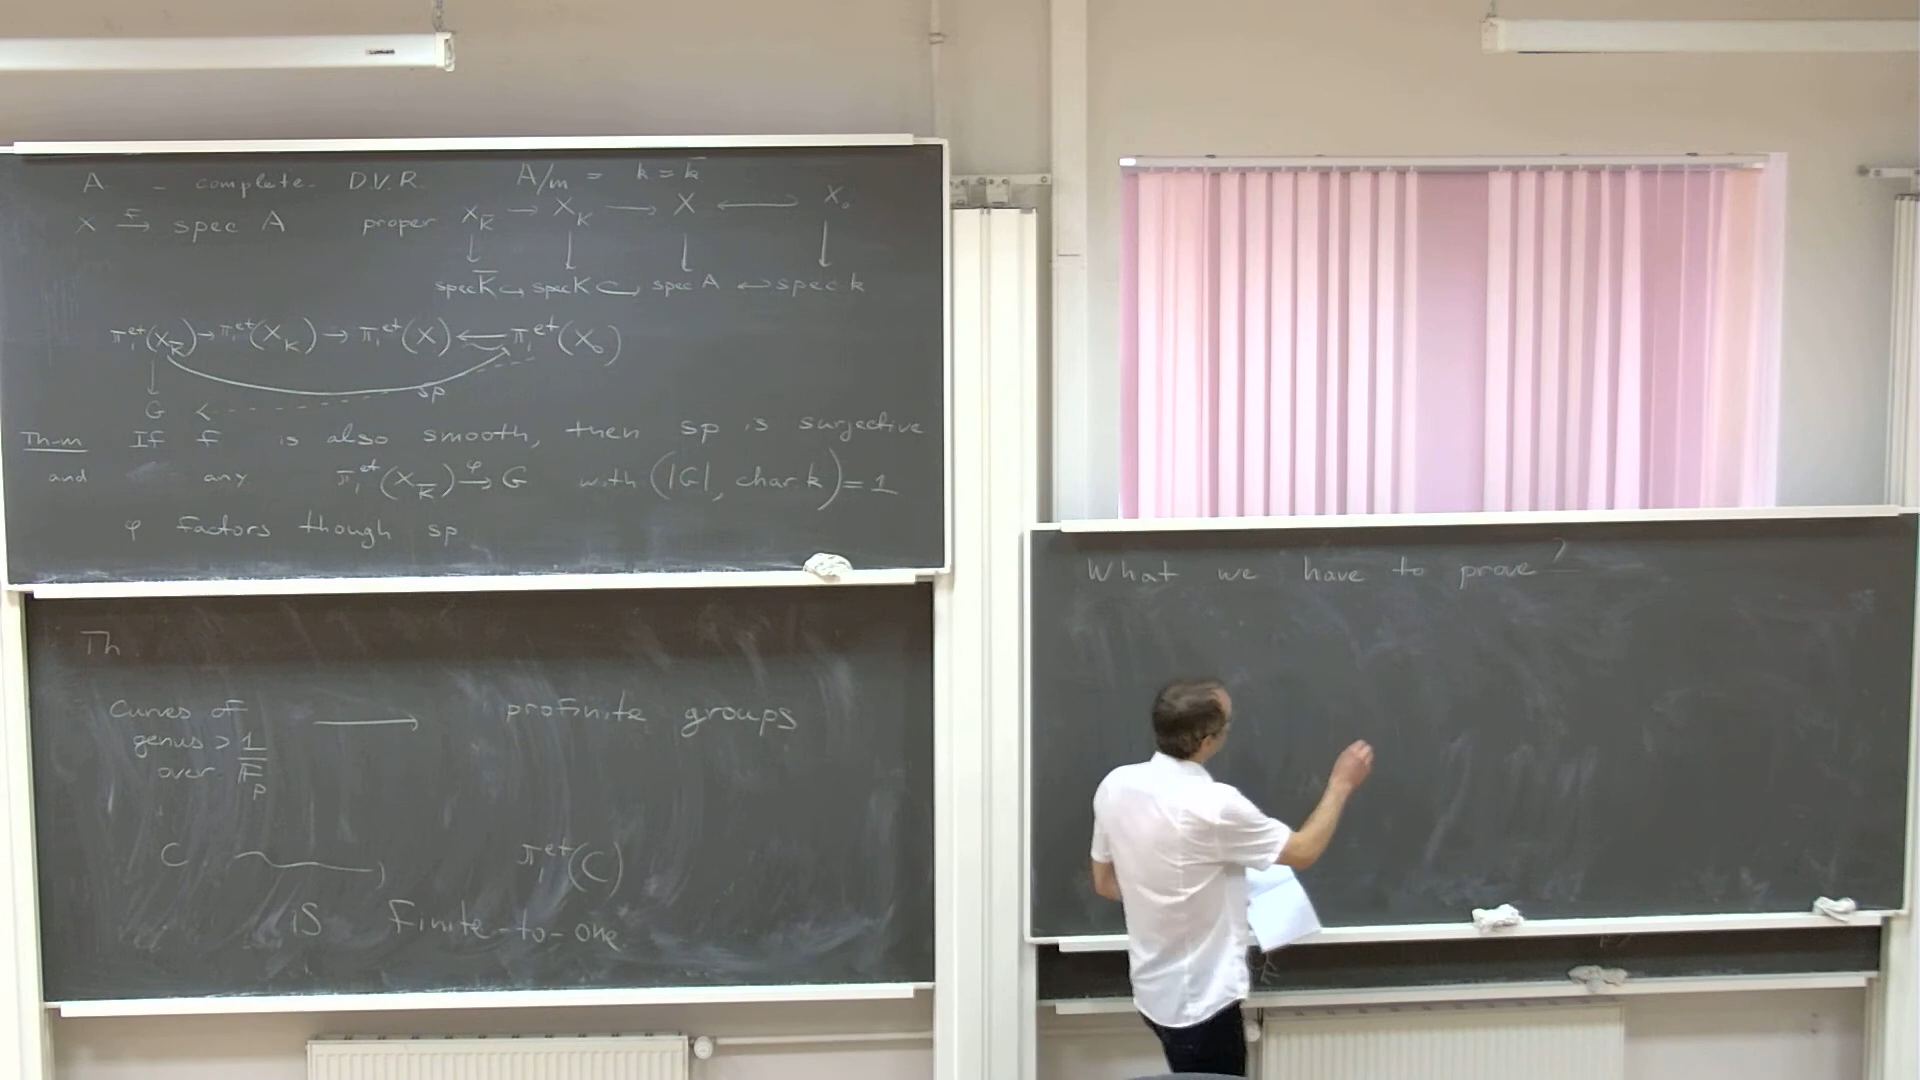 A - complete D.V.R. A/m = k = k̄
X →^f spec A proper X_K̄ → X_K → X ⟷ X₀
spec K̄ → spec K ↪ spec A ↩ spec k
π₁^et(X_K̄) → π₁^et(X_K) → π₁^et(X) ⟵ π₁^et(X₀)
sp
G
Th-m If f is also smooth, then sp is surjective
and any π₁^et(X_K̄) →^φ G with (|G|, char k) = 1
φ factors though sp
Th
Curves of ⟶ profinite groups
genus > 1
over F̄_p
C π₁^et(C)
is finite-to-one
What we have to prove?